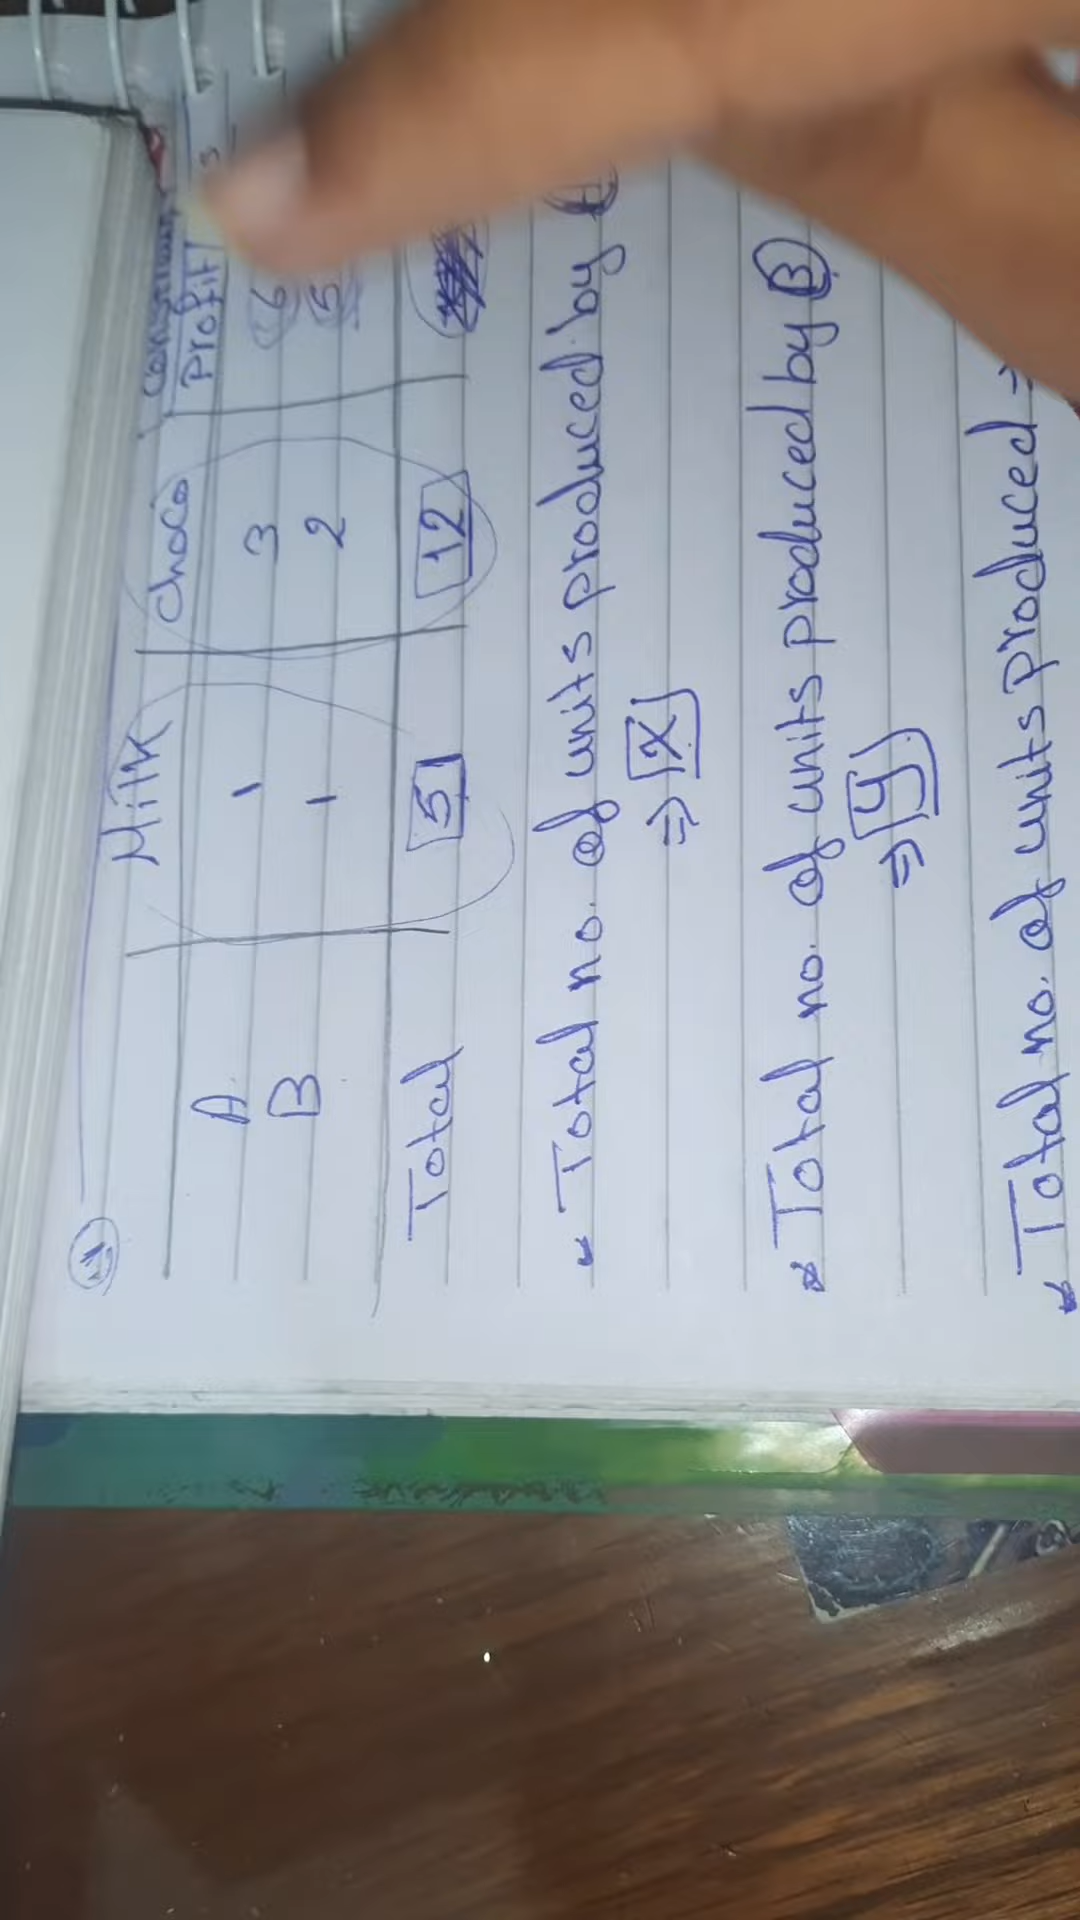 ①
Milk Choco Profit
A 1 3 6
B 1 2 5
Total 5 12
Total no. of units produced by A
⇒ x
Total no. of units produced by B
⇒ y
Total no. of units produced →